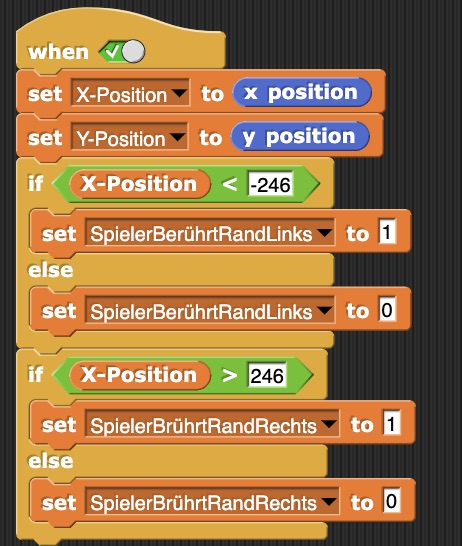 when
set X-Position to x position
set Y-Position to y position
if X-Position < -246
set SpielerBerührtRandLinks to 1
else
set SpielerBerührtRandLinks to 0
if X-Position > 246
set SpielerBrührtRandRechts to 1
else
set SpielerBrührtRandRechts to 0